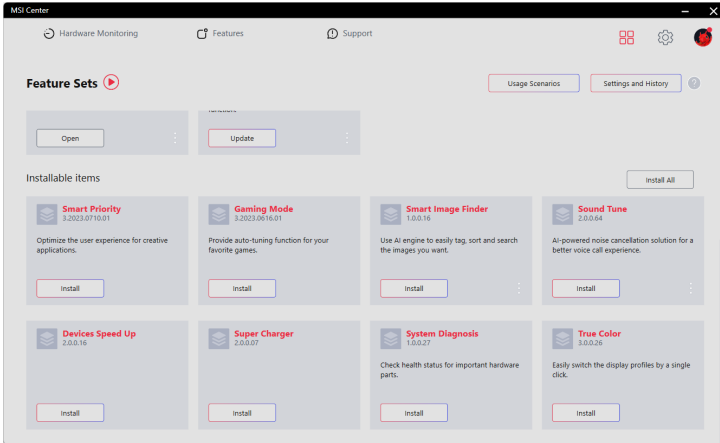 MSI Center
Hardware Monitoring
Features
Support
Feature Sets
Usage Scenarios
Settings and History
?
Open
Update
Installable items
Install All
Smart Priority
3.2023.0710.01
Optimize the user experience for creative
applications.
Install
Gaming Mode
3.2023.0616.01
Provide auto-tuning function for your
favorite games.
Install
Smart Image Finder
1.0.0.16
Use AI engine to easily tag, sort and search
the images you want.
Install
Sound Tune
2.0.0.64
AI-powered noise cancellation solution for a
better voice call experience.
Install
Devices Speed Up
2.0.0.16
Install
Super Charger
2.0.0.07
Install
System Diagnosis
1.0.0.27
Check health status for important hardware
parts.
Install
True Color
3.0.0.26
Easily switch the display profiles by a single
click.
Install